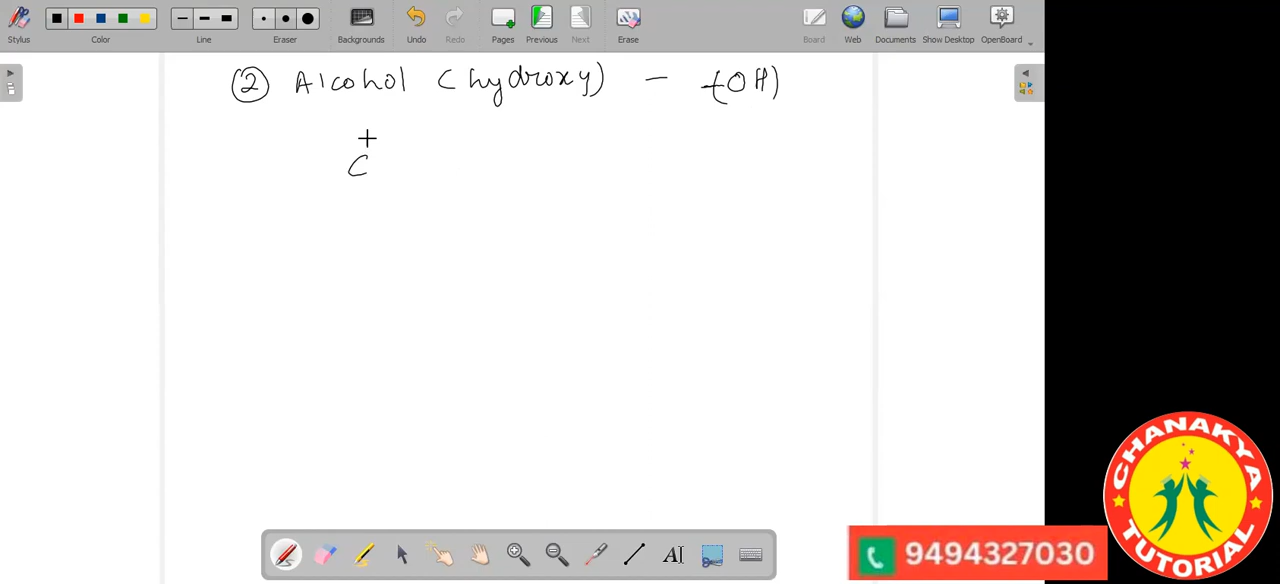 Stylus Color Line Eraser Backgrounds Undo Redo Pages Previous Next Erase Board Web Documents Show Desktop OpenBoard
② Alcohol (hydroxy) - (-OH)
C
CHANAKYA
TUTORIAL
9494327030